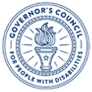 GOVERNOR'S COUNCIL
FOR PEOPLE WITH DISABILITIES